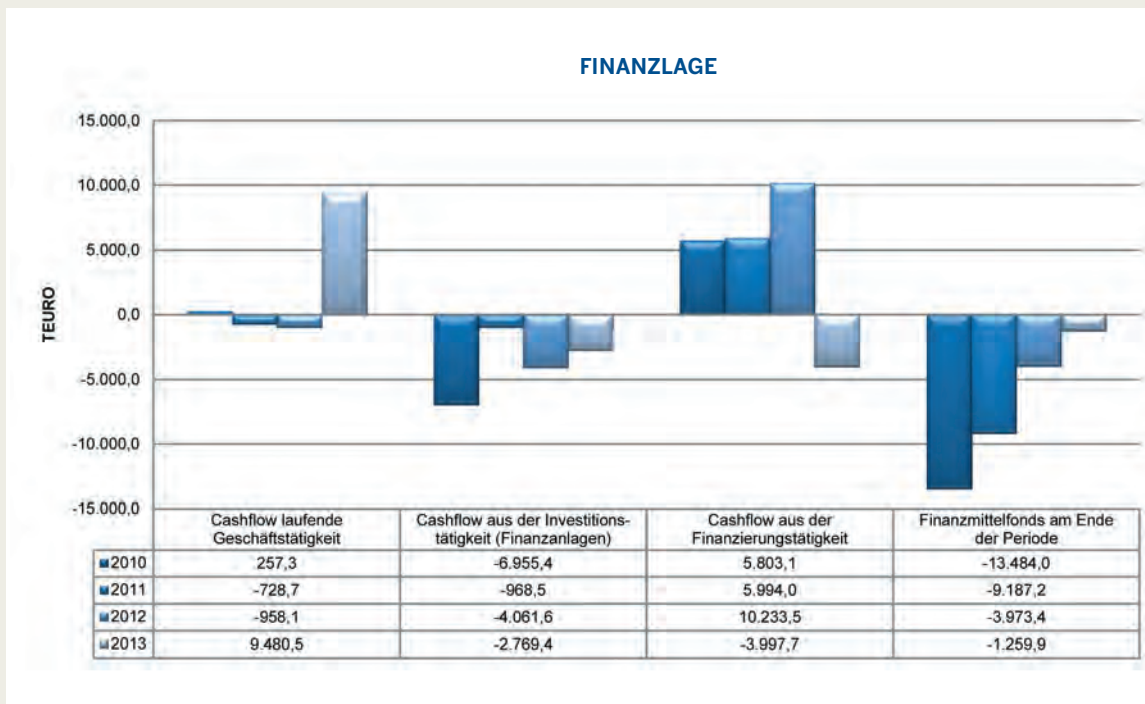 FINANZLAGE
TEURO
15.000,0
10.000,0
5.000,0
0,0
-5.000,0
-10.000,0
-15.000,0
Cashflow laufende Geschäftstätigkeit
Cashflow aus der Investitions-
tätigkeit (Finanzanlagen)
Cashflow aus der
Finanzierungstätigkeit
Finanzmittelfonds am Ende
der Periode
2010 257,3 -6.955,4 5.803,1 -13.484,0
2011 -728,7 -968,5 5.994,0 -9.187,2
2012 -958,1 -4.061,6 10.233,5 -3.973,4
2013 9.480,5 -2.769,4 -3.997,7 -1.259,9